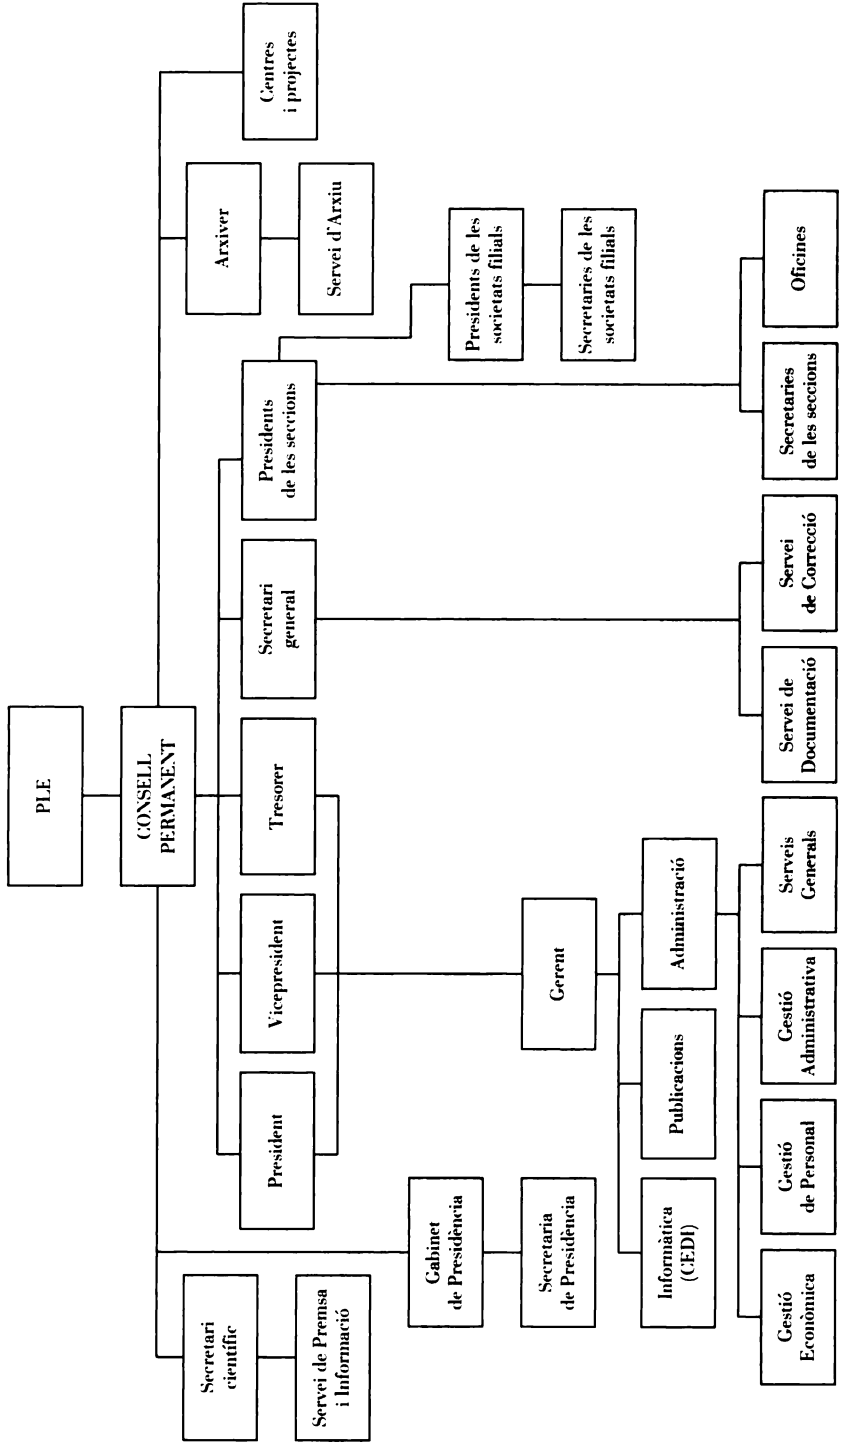 PLE
CONSELL
PERMANENT
Secretari
científic
Arxiver
Servei de Premsa
i Informació
President
Vicepresident
Tresorer
Secretari
general
Presidents
de les seccions
Servei d'Arxiu
Centres
i projectes
Gabinet
de Presidència
Presidents de les
societats filials
Secretaria
de Presidència
Gerent
Secretaries de les
societats filials
Informàtica
(CEDI)
Publicacions
Administració
Gestió
Econòmica
Gestió
de Personal
Gestió
Administrativa
Serveis
Generals
Servei de
Documentació
Servei
de Correcció
Secretaries
de les seccions
Oficines